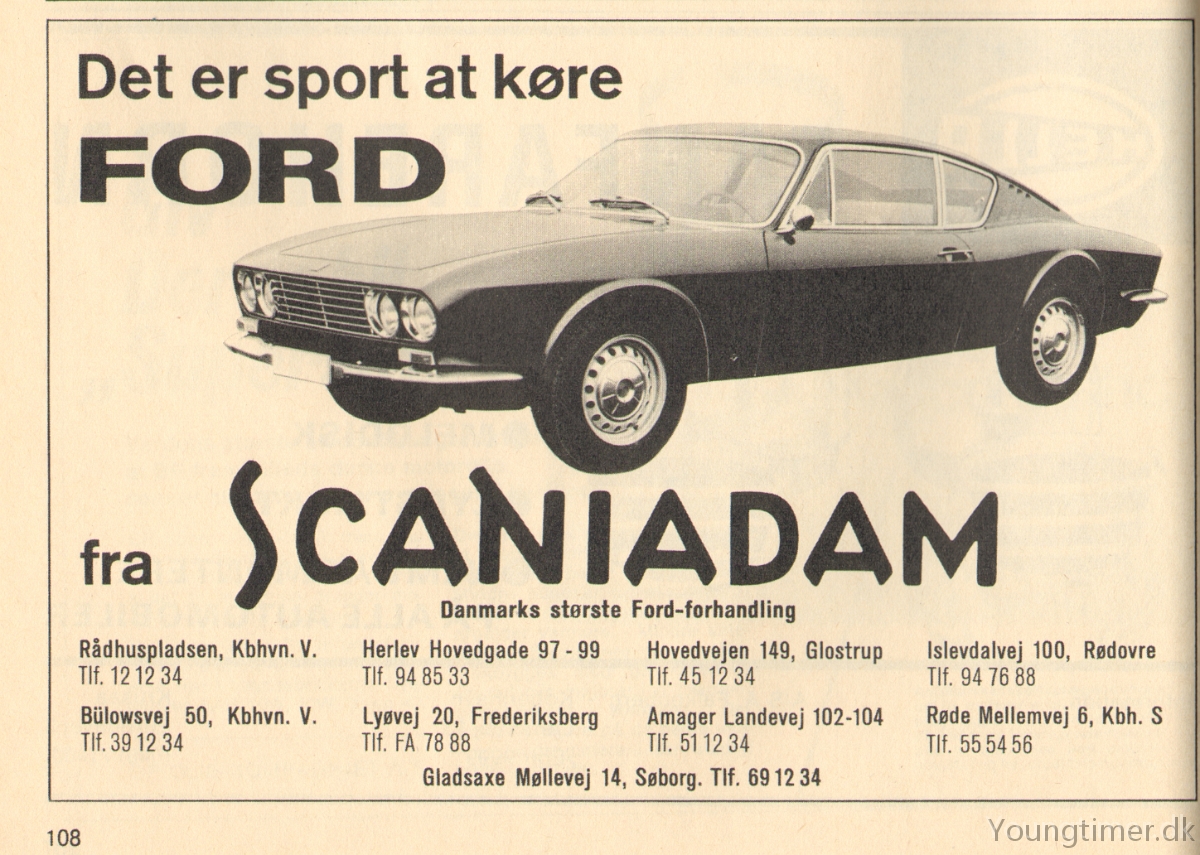 Det er sport at køre
FORD
fra SCANIADAM
Danmarks største Ford-forhandling
Rådhuspladsen, Kbhvn. V.
Tlf. 12 12 34
Herlev Hovedgade 97 - 99
Tlf. 94 85 33
Hovedvejen 149, Glostrup
Tlf. 45 12 34
Islevdalvej 100, Rødovre
Tlf. 94 76 88
Bülowsvej 50, Kbhvn. V.
Tlf. 39 12 34
Lyøvej 20, Frederiksberg
Tlf. FA 78 88
Amager Landevej 102-104
Tlf. 51 12 34
Røde Mellemvej 6, Kbh. S
Tlf. 55 54 56
Gladsaxe Møllevej 14, Søborg. Tlf. 69 12 34
108
Youngtimer.dk